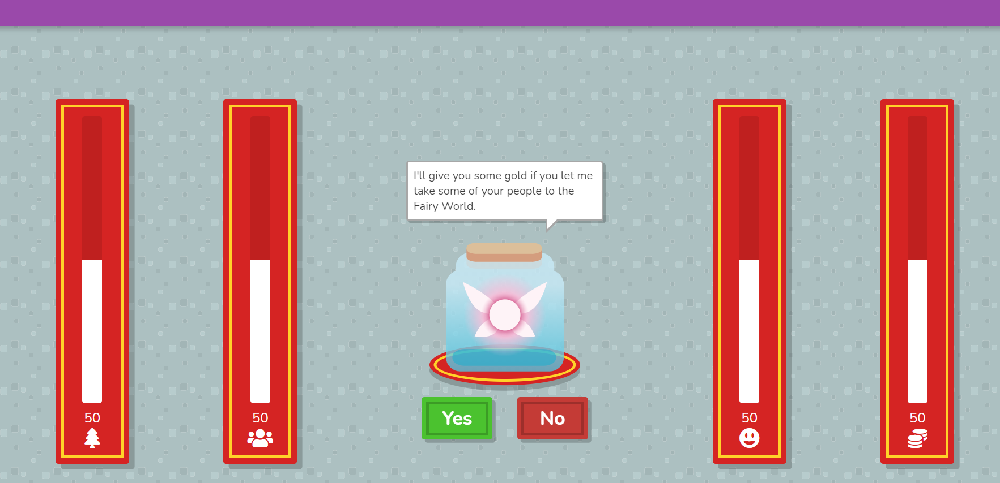 I'll give you some gold if you let me
take some of your people to the
Fairy World.
Yes
No
50
50
50
50